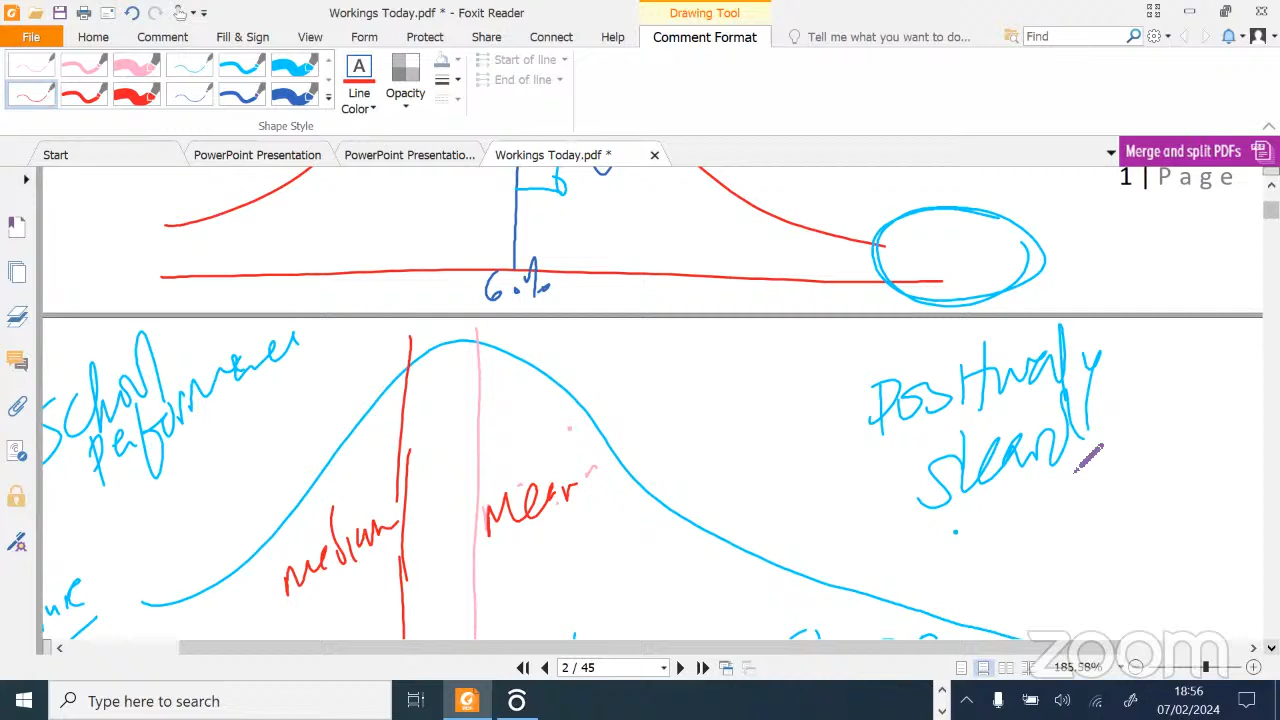 Workings Today.pdf * - Foxit Reader
Drawing Tool
File
Home
Comment
Fill & Sign
View
Form
Protect
Share
Connect
Help
Comment Format
Tell me what you want to do...
Find
Line
Color
Opacity
Start of line
End of line
Shape Style
Start
PowerPoint Presentation
PowerPoint Presentatio...
Workings Today.pdf *
Merge and split PDFs
1 | Page
6
6.%
School
performance
Positively
medium
Mean
zoom
2 / 45
185.58%
Type here to search
18:56
07/02/2024